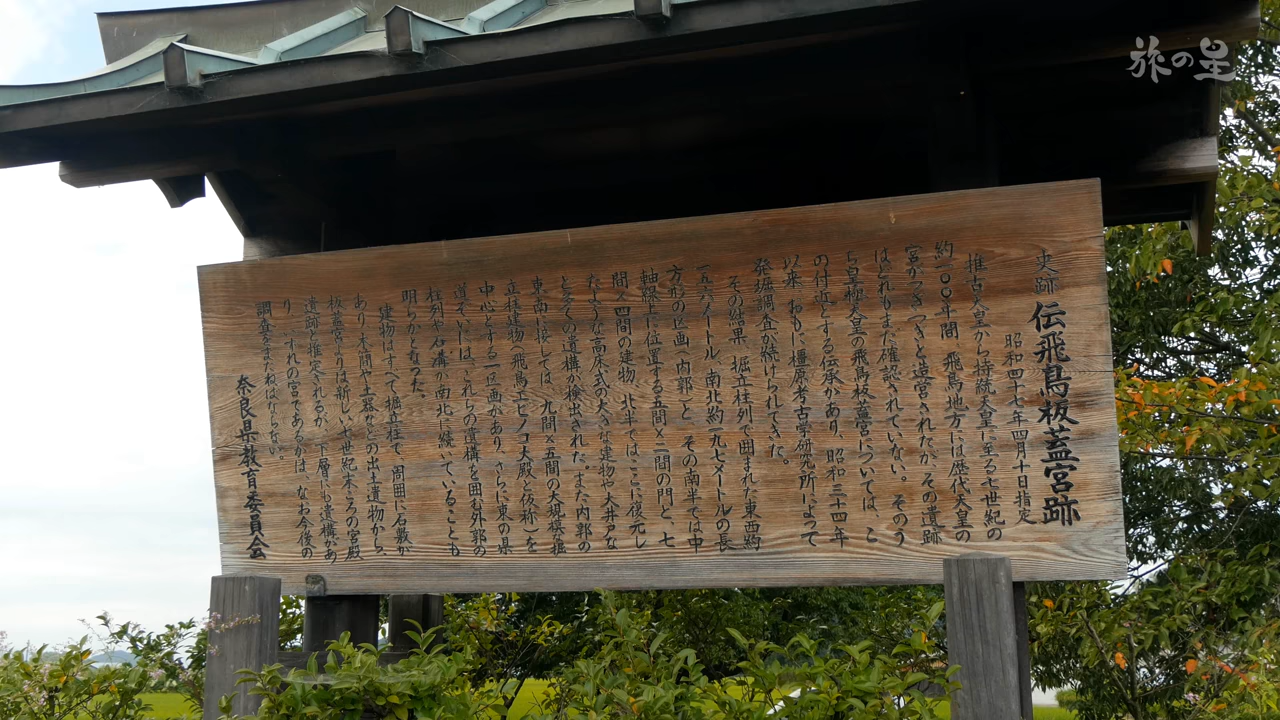 旅の星
史跡 伝飛鳥板蓋宮跡
昭和四十七年四月十日指定
推古天皇から持統天皇に至る七世紀の
約一〇〇年間、飛鳥地方には歴代天皇の
宮がつぎつぎと造営されたが、その遺跡
はどれもまだ確認されていない。そのう
ち皇極天皇の飛鳥板蓋宮については、こ
の付近とする伝承があり、昭和三十四年
以来、おもに橿原考古学研究所によって
発掘調査が続けられてきた。
その結果、掘立柱列で囲まれた東西約
一五六メートル、南北約一九七メートルの長
方形の区画（内郭）と、その南半では中
軸線上に位置する五間×二間の門と、七
間×四間の建物、北半では、ここに復元し
たような高床式の大きな建物や大井戸な
ど多くの遺構が検出された。また内郭の
東南に接しては、九間×五間の大規模な掘
立柱建物（飛鳥エビノコ大殿と仮称）を
中心とする一区画があり、さらに東の県
道ぞいには、これらの遺構を囲む外郭の
柱列や石溝が南北に続いていることも
明らかとなった。
建物はすべて掘立柱で、周囲に石敷が
あり、木簡や土器などの出土遺物から、
板蓋宮よりは新しい七世紀末ごろの宮殿
遺跡と推定されるが、下層にも遺構があ
り、いずれの宮であるかは、なお今後の
調査をまたねばならない。
奈良県教育委員会